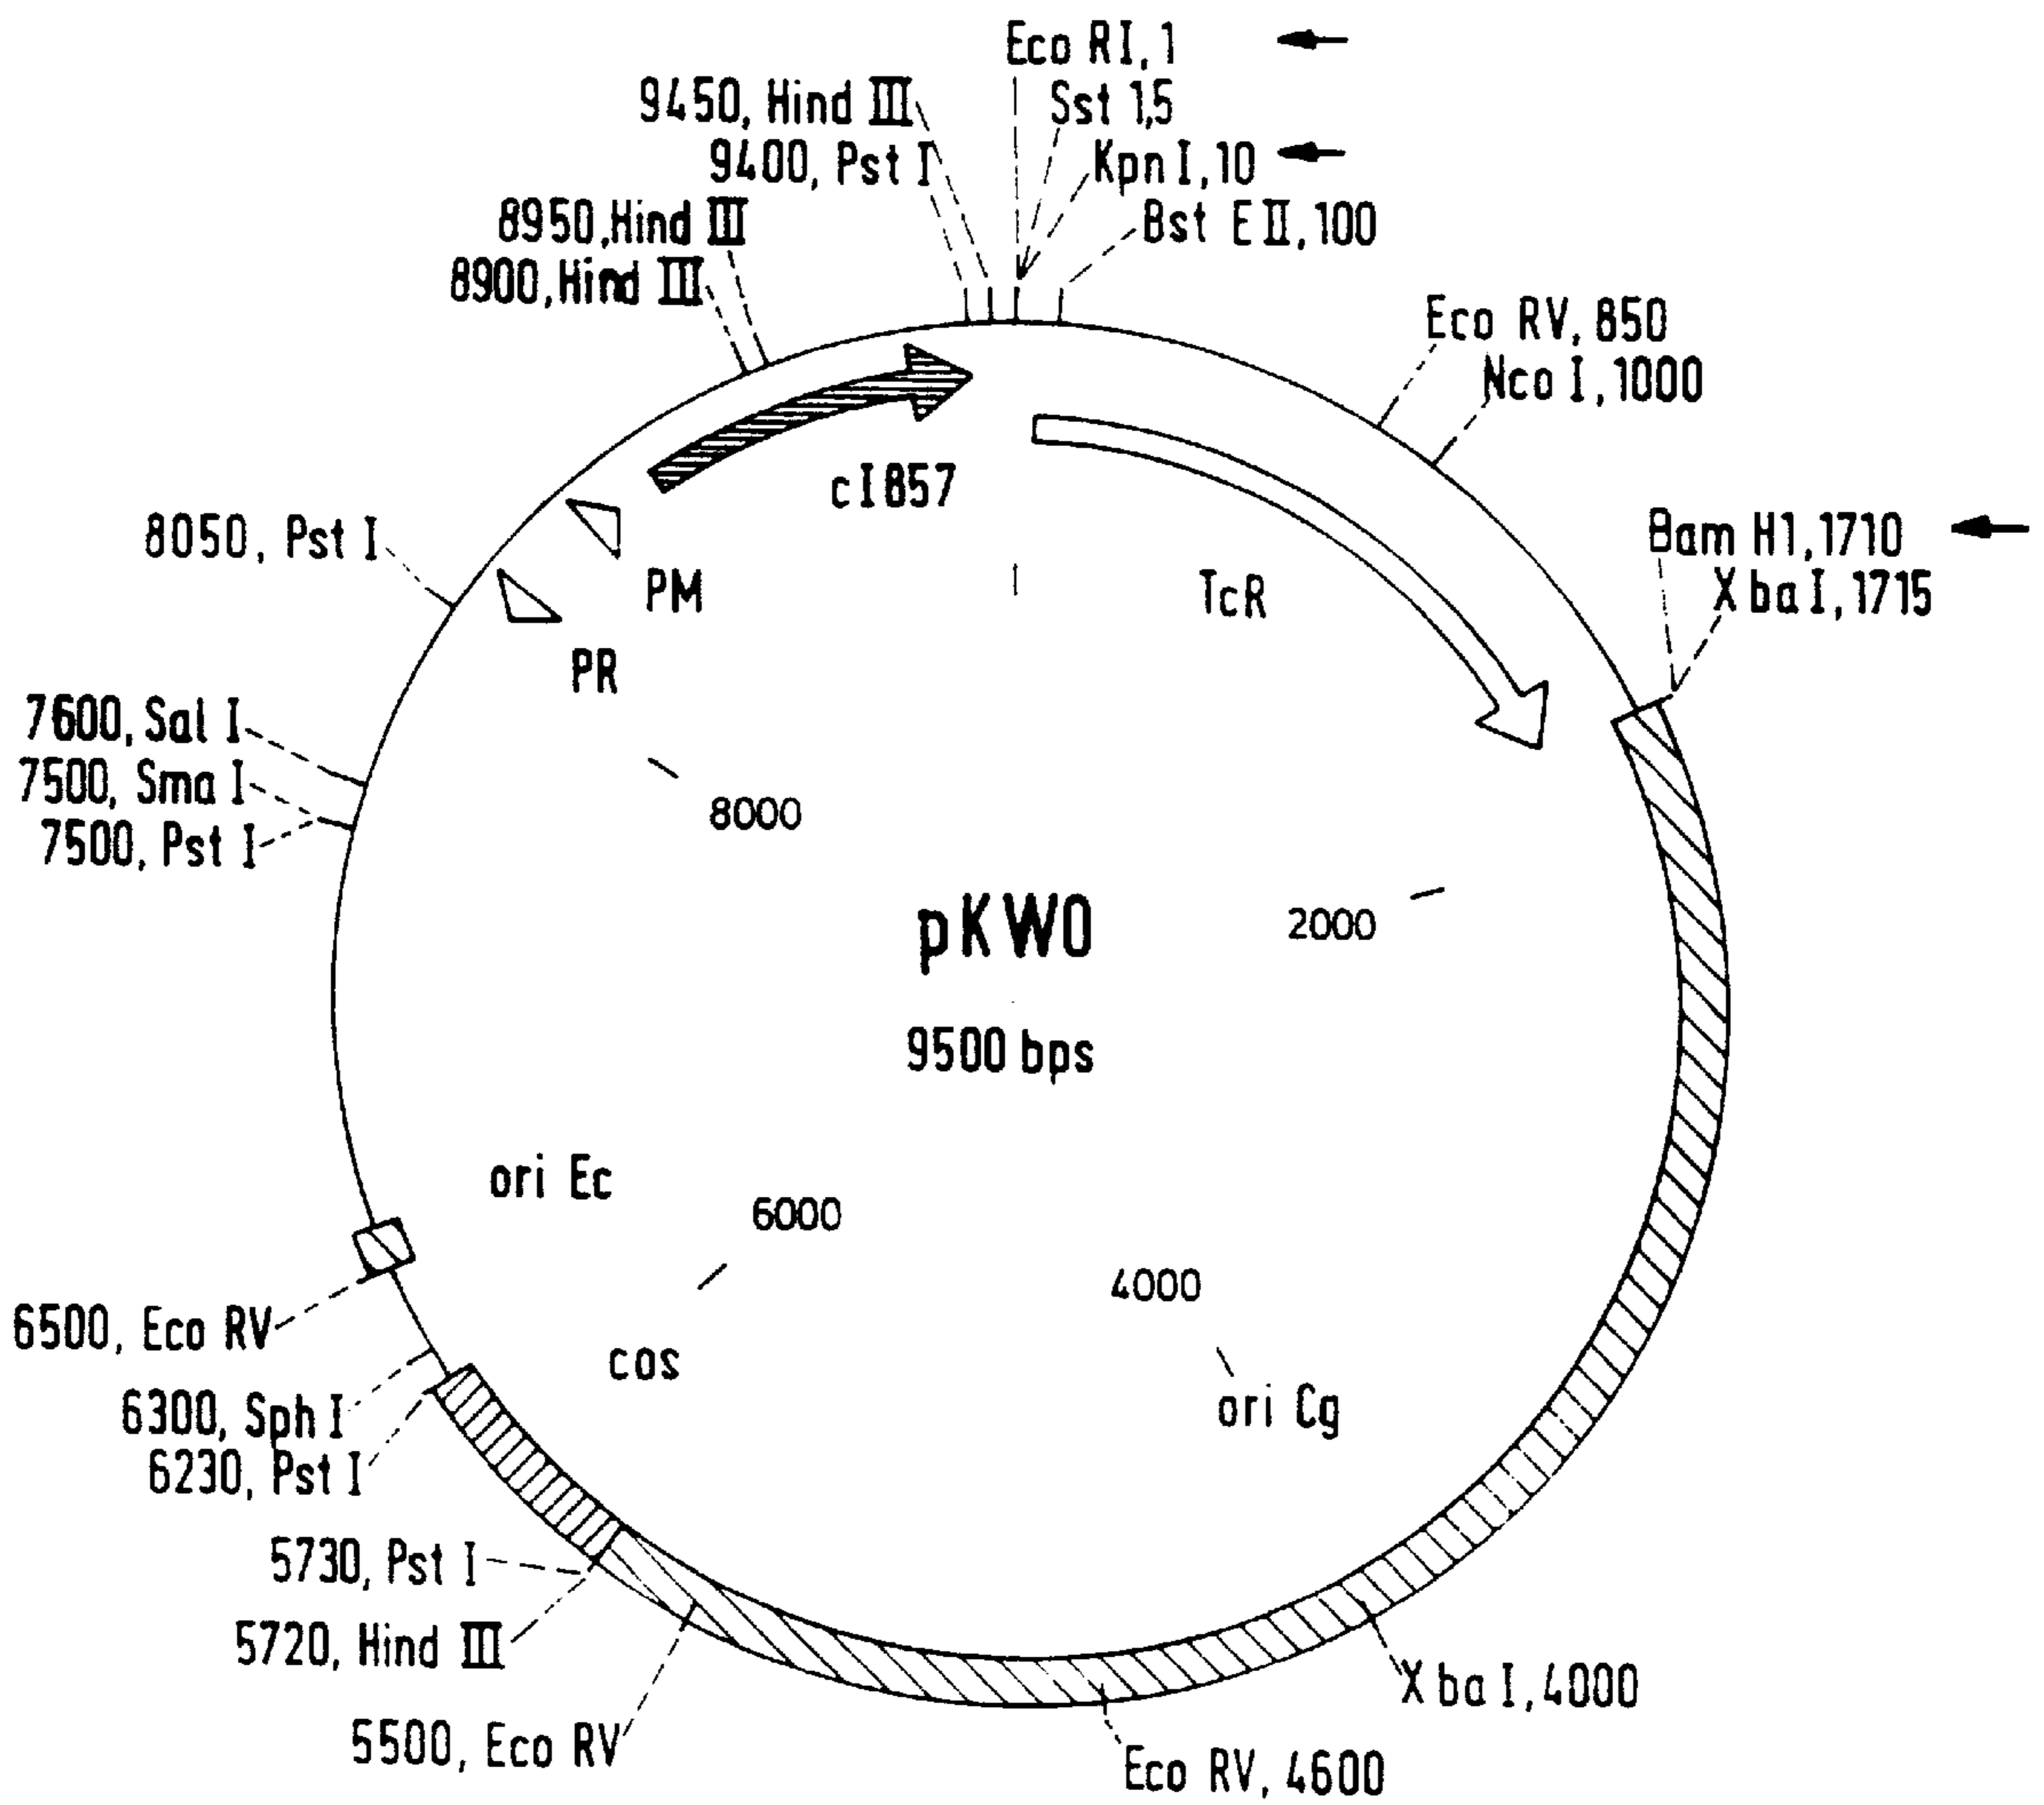 Eco RI, 1
9450, Hind III
Sst 1,5
9400, Pst I
Kpn I, 10
8950, Hind III
Bst E II, 100
8900, Hind III
Eco RV, 850
Nco I, 1000
cI857
8050, Pst I
Bam H1, 1710
PM
TcR
Xba I, 1715
PR
7600, Sal I
7500, Sma I
8000
7500, Pst I
pKW0
2000
9500 bps
ori Ec
6000
4000
6500, Eco RV
cos
6300, Sph I
ori Cg
6230, Pst I
5730, Pst I
5720, Hind III
Xba I, 4000
5500, Eco RV
Eco RV, 4600